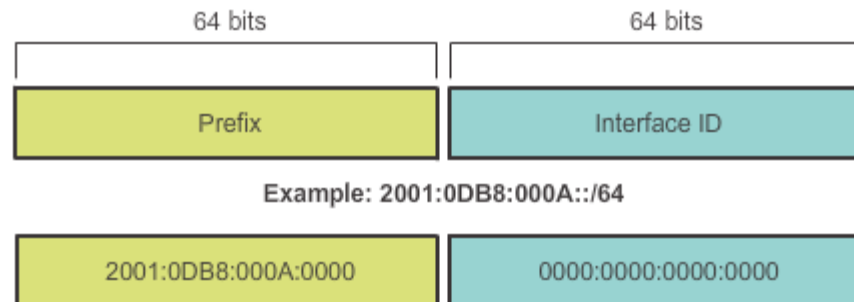 64 bits 64 bits
Prefix Interface ID
Example: 2001:0DB8:000A::/64
2001:0DB8:000A:0000 0000:0000:0000:0000